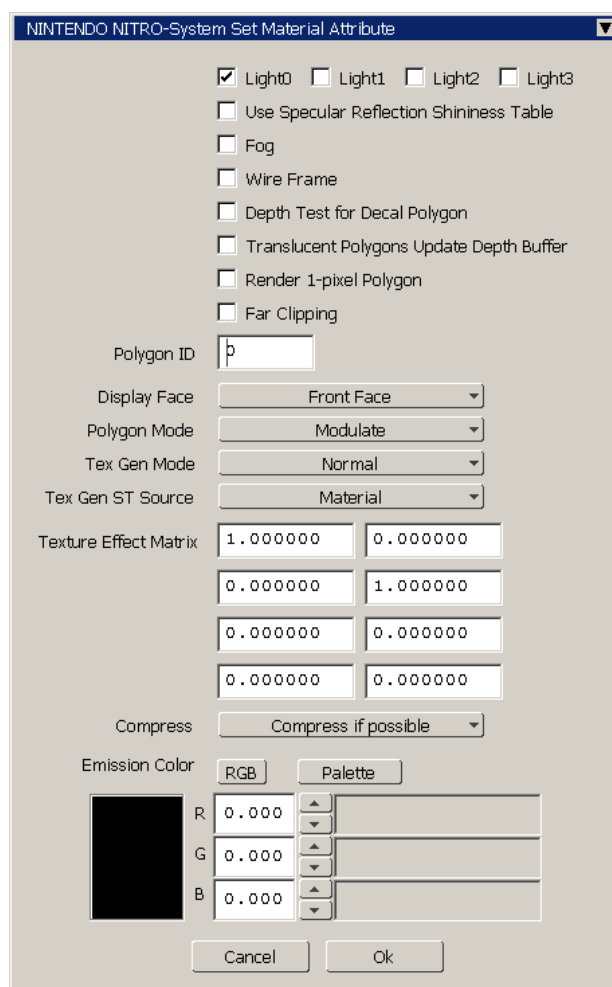 NINTENDO NITRO-System Set Material Attribute
Light0 Light1 Light2 Light3
Use Specular Reflection Shininess Table
Fog
Wire Frame
Depth Test for Decal Polygon
Translucent Polygons Update Depth Buffer
Render 1-pixel Polygon
Far Clipping
Polygon ID 0
Display Face Front Face
Polygon Mode Modulate
Tex Gen Mode Normal
Tex Gen ST Source Material
Texture Effect Matrix 1.000000 0.000000
0.000000 1.000000
0.000000 0.000000
0.000000 0.000000
Compress Compress if possible
Emission Color RGB Palette
R 0.000
G 0.000
B 0.000
Cancel Ok